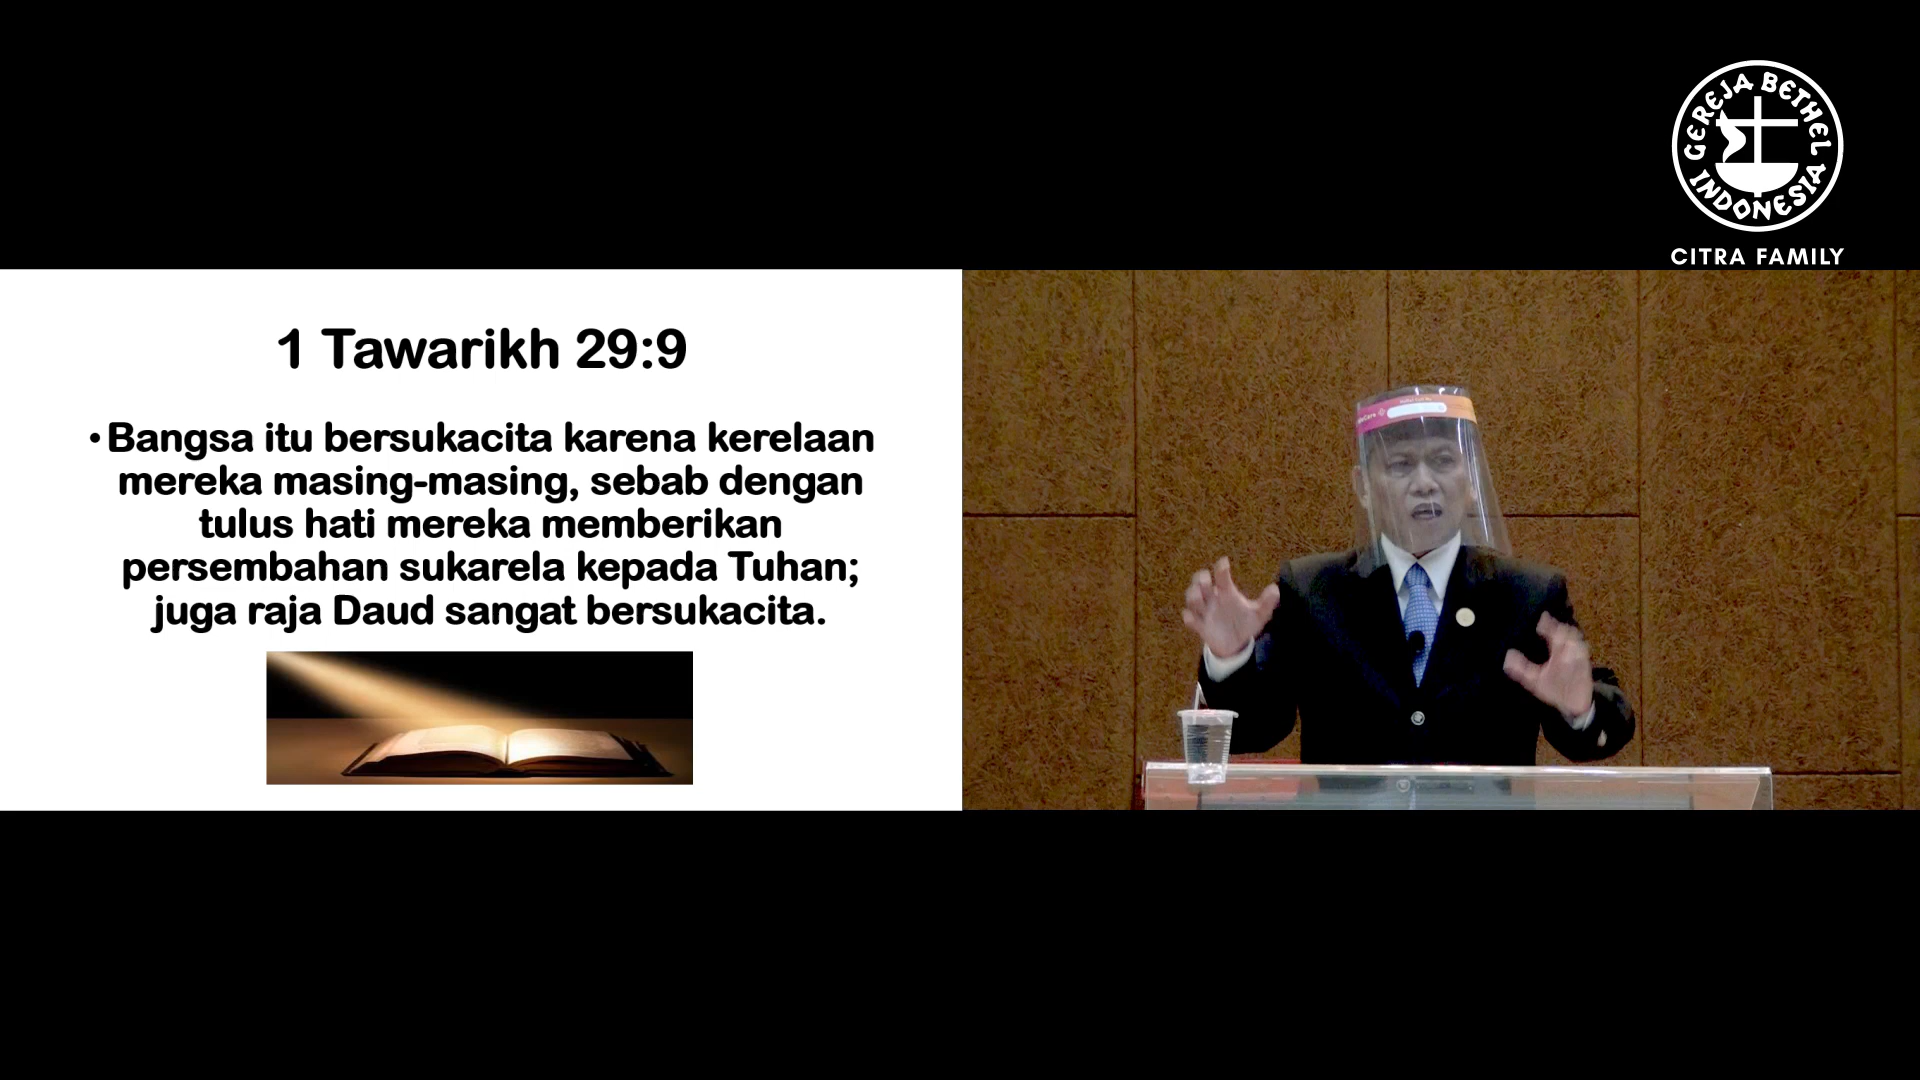 GEREJA BETHEL
INDONESIA
CITRA FAMILY
1 Tawarikh 29:9
•Bangsa itu bersukacita karena kerelaan
mereka masing-masing, sebab dengan
tulus hati mereka memberikan
persembahan sukarela kepada Tuhan;
juga raja Daud sangat bersukacita.